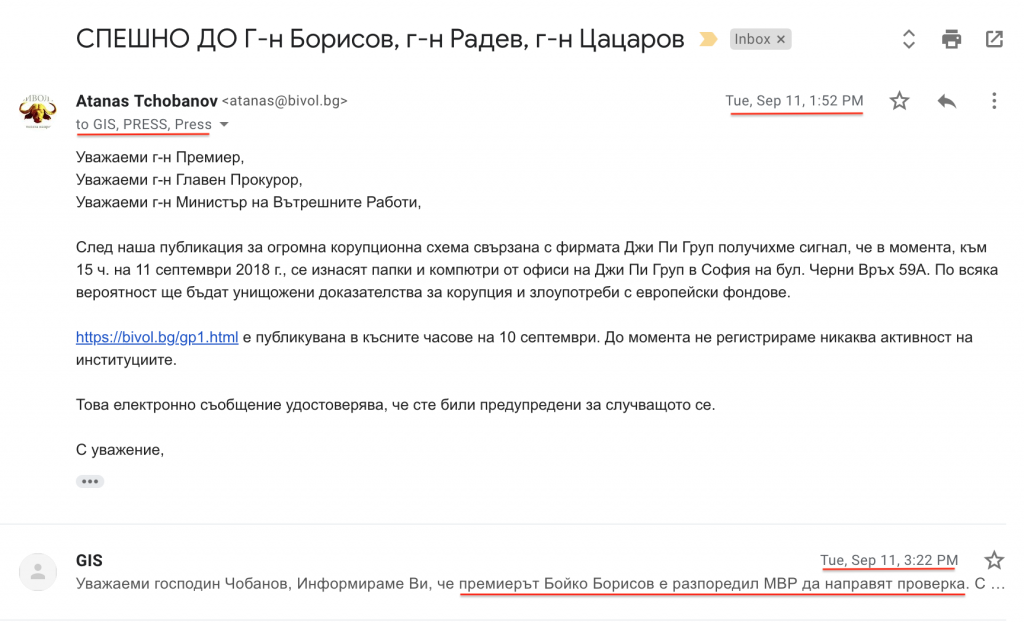 СПЕШНО ДО Г-н Борисов, г-н Радев, г-н Цацаров
Inbox ×
Atanas Tchobanov <atanas@bivol.bg>
Tue, Sep 11, 1:52 PM
to GIS, PRESS, Press
Уважаеми г-н Премиер,
Уважаеми г-н Главен Прокурор,
Уважаеми г-н Министър на Вътрешните Работи,
След наша публикация за огромна корупционна схема свързана с фирмата Джи Пи Груп получихме сигнал, че в момента, към
15 ч. на 11 септември 2018 г., се изнасят папки и компютри от офиси на Джи Пи Груп в София на бул. Черни Връх 59А. По всяка
вероятност ще бъдат унищожени доказателства за корупция и злоупотреби с европейски фондове.
https://bivol.bg/gp1.html е публикувана в късните часове на 10 септември. До момента не регистрираме никаква активност на
институциите.
Това електронно съобщение удостоверява, че сте били предупредени за случващото се.
С уважение,
GIS
Tue, Sep 11, 3:22 PM
Уважаеми господин Чобанов, Информираме Ви, че премиерът Бойко Борисов е разпоредил МВР да направят проверка. С ...